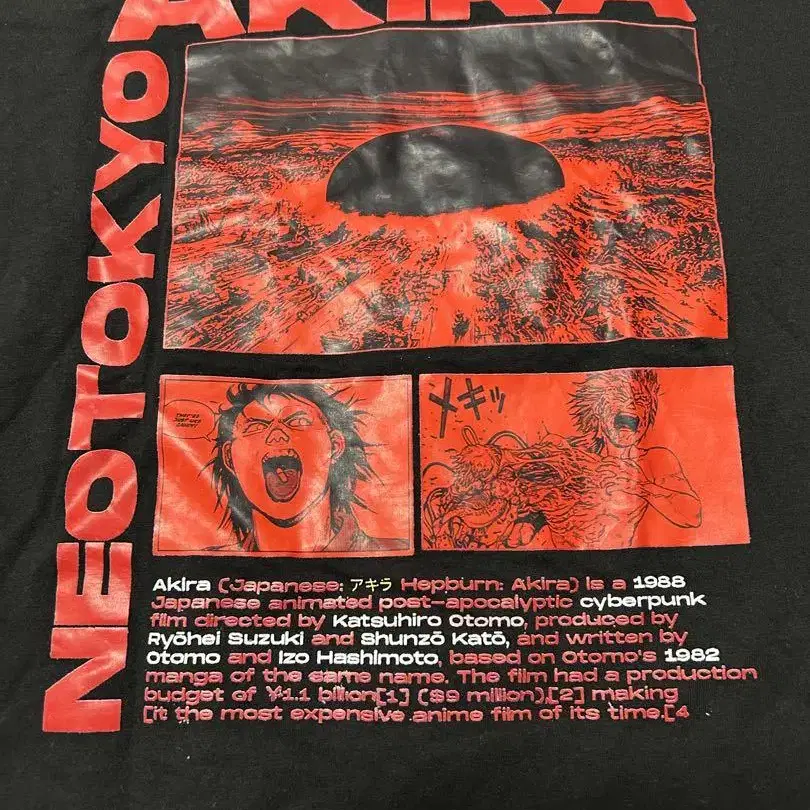 AKIRA
NEOTOKYO
メキッ
Akira (Japanese: アキラ Hepburn: Akira) is a 1988
Japanese animated post-apocalyptic cyberpunk
film directed by Katsuhiro Otomo, produced by
Ryōhei Suzuki and Shunzō Katō, and written by
Otomo and Izo Hashimoto, based on Otomo's 1982
manga of the same name. The film had a production
budget of ¥1.1 billion[1] ($9 million),[2] making
[it the most expensive anime film of its time.[4